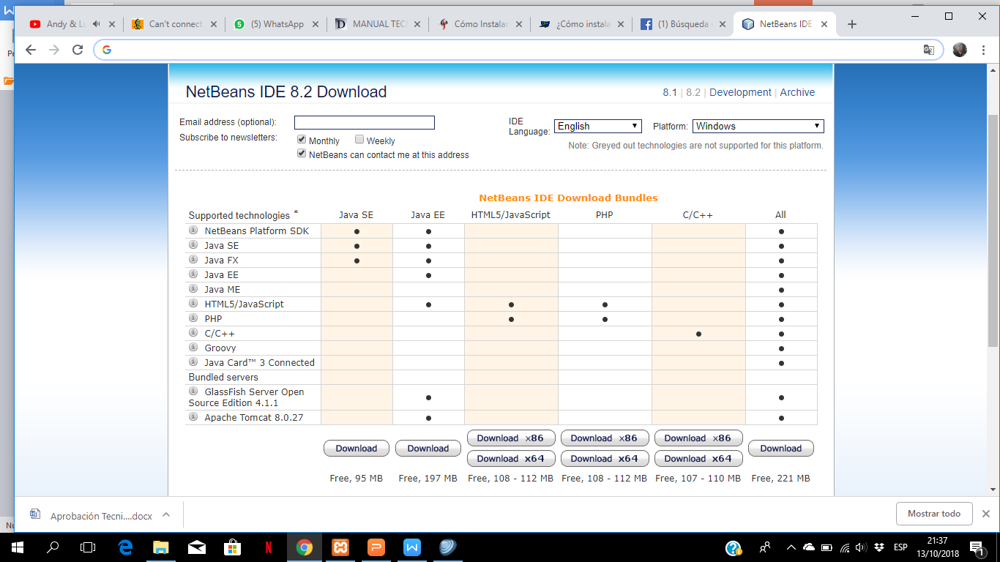 Andy & Lu
Can't connect
(5) WhatsApp
MANUAL TEC
Cómo Instalar
¿Cómo instala
(1) Búsqueda
NetBeans IDE
NetBeans IDE 8.2 Download
8.1 | 8.2 | Development | Archive
Email address (optional):
IDE Language:
English
Platform:
Windows
Subscribe to newsletters:
Monthly
Weekly
Note: Greyed out technologies are not supported for this platform.
NetBeans can contact me at this address
NetBeans IDE Download Bundles
Supported technologies *
Java SE
Java EE
HTML5/JavaScript
PHP
C/C++
All
NetBeans Platform SDK
Java SE
Java FX
Java EE
Java ME
HTML5/JavaScript
PHP
C/C++
Groovy
Java Card™ 3 Connected
Bundled servers
GlassFish Server Open
Source Edition 4.1.1
Apache Tomcat 8.0.27
Download
Download
Download x86
Download x86
Download x86
Download
Download x64
Download x64
Download x64
Free, 95 MB
Free, 197 MB
Free, 108 - 112 MB
Free, 108 - 112 MB
Free, 107 - 110 MB
Free, 221 MB
Aprobación Tecni....docx
Mostrar todo
ESP
21:37
13/10/2018
1